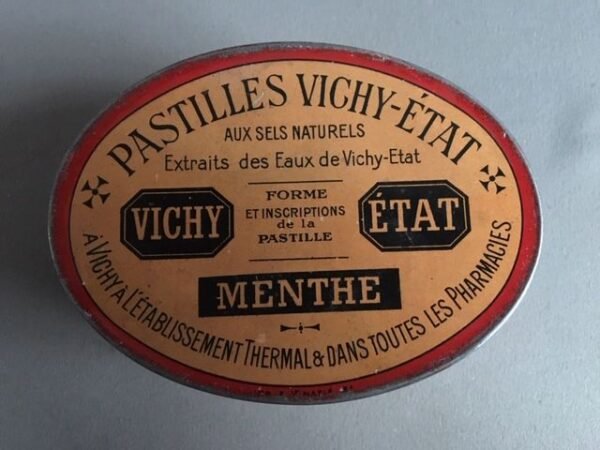 PASTILLES VICHY-ÉTAT
AUX SELS NATURELS
Extraits des Eaux de Vichy-Etat
VICHY
FORME
ET INSCRIPTIONS
de la
PASTILLE
ÉTAT
MENTHE
À VICHY À L'ÉTABLISSEMENT THERMAL & DANS TOUTES LES PHARMACIES